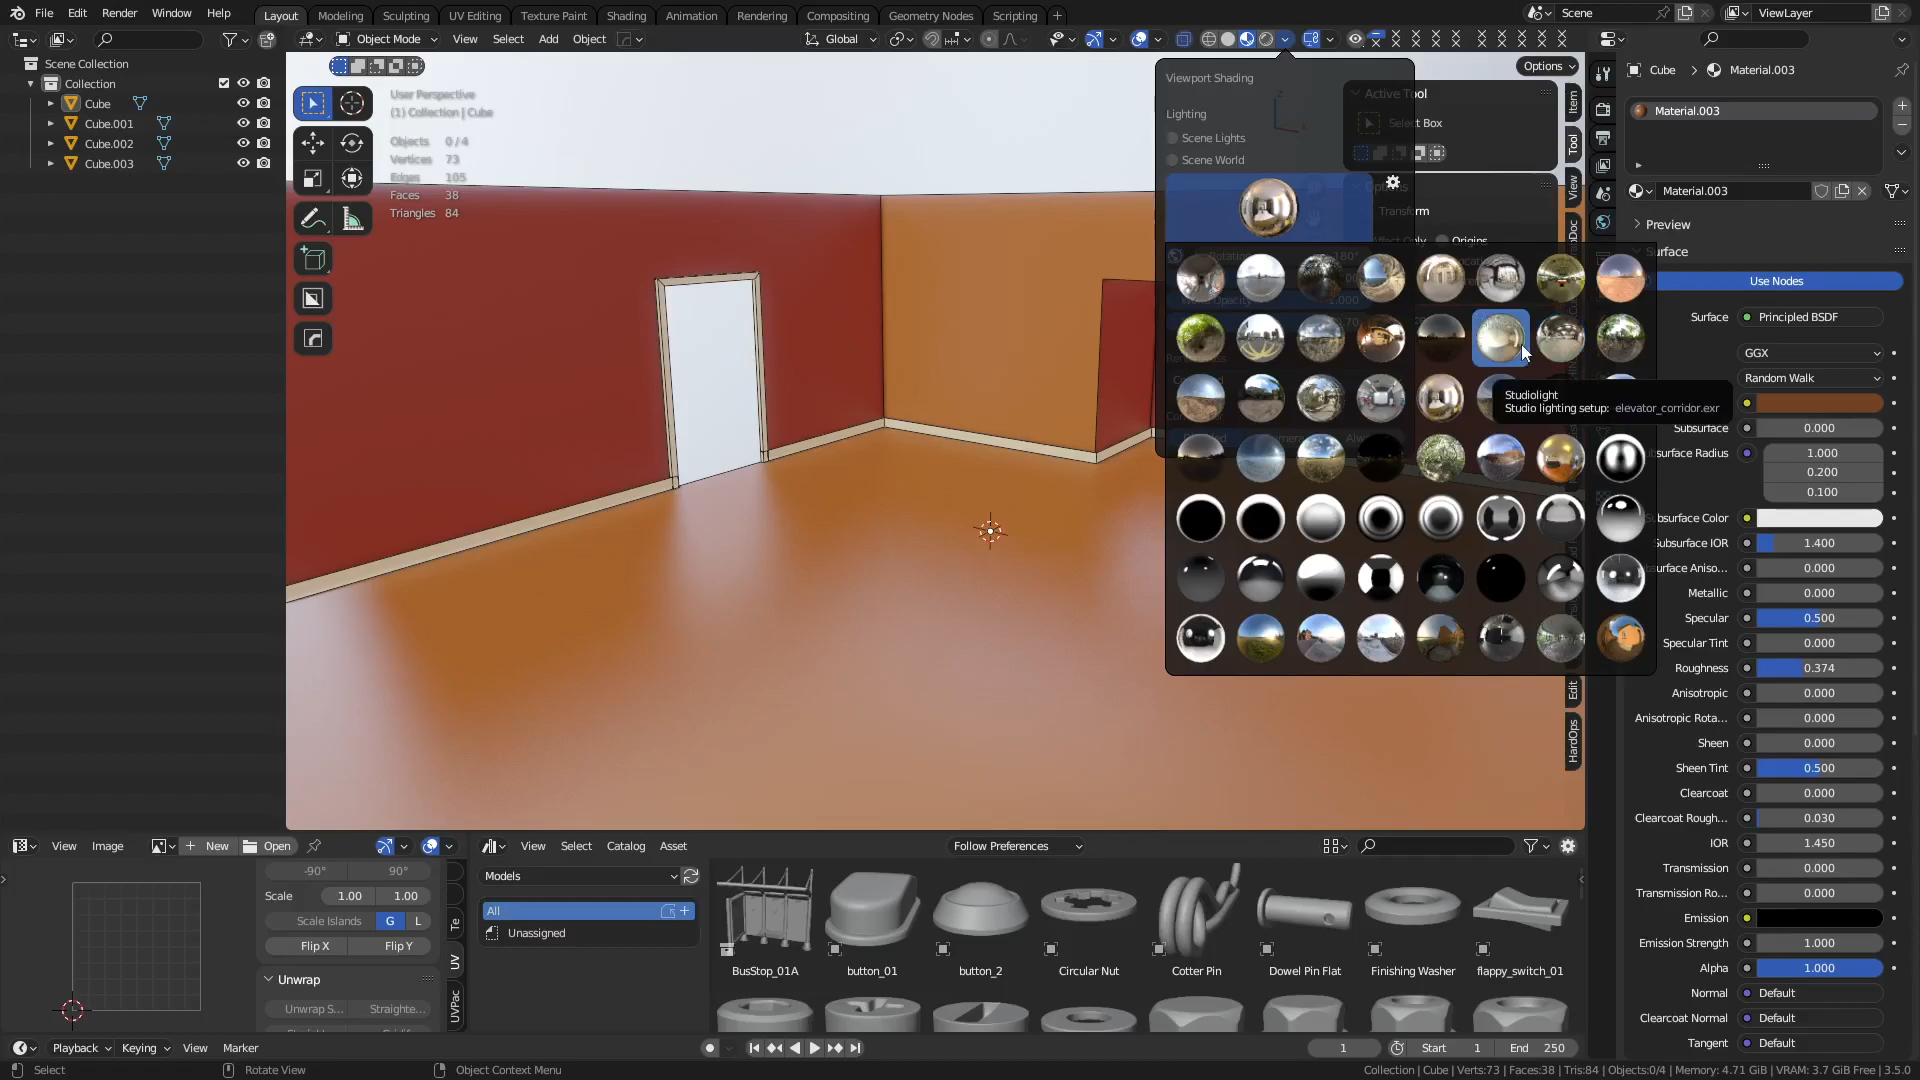 File Edit Render Window Help
Layout Modeling Sculpting UV Editing Texture Paint Shading Animation Rendering Compositing Geometry Nodes Scripting +
Scene
ViewLayer
Object Mode View Select Add Object
Global
Options
Scene Collection
Collection
Cube
Cube.001
Cube.002
Cube.003
User Perspective
(1) Collection | Cube
Objects 0/4
Vertices 73
Edges 105
Faces 38
Triangles 84
Viewport Shading
Lighting
Scene Lights
Scene World
Active Tool
Select Box
Options
Transform
Affect Only Origins
Studiolight
Studio lighting setup: elevator_corridor.exr
Item
Tool
View
Edit
HardOps
Cube > Material.003
Material.003
Material.003
Preview
Surface
Use Nodes
Surface Principled BSDF
GGX
Random Walk
Subsurface 0.000
Subsurface Radius 1.000
0.200
0.100
Subsurface Color
Subsurface IOR 1.400
Subsurface Aniso... 0.000
Metallic 0.000
Specular 0.500
Specular Tint 0.000
Roughness 0.374
Anisotropic 0.000
Anisotropic Rota... 0.000
Sheen 0.000
Sheen Tint 0.500
Clearcoat 0.000
Clearcoat Rough... 0.030
IOR 1.450
Transmission 0.000
Transmission Ro... 0.000
Emission
Emission Strength 1.000
Alpha 1.000
Normal Default
Clearcoat Normal Default
Tangent Default
View Image + New Open
-90° 90°
Scale 1.00 1.00
Scale Islands G L
Flip X Flip Y
Unwrap
Unwrap S... Straighte...
Te
UV
UVPac
View Select Catalog Asset
Follow Preferences
Models
All
Unassigned
BusStop_01A button_01 button_2 Circular Nut Cotter Pin Dowel Pin Flat Finishing Washer flappy_switch_01
Playback Keying View Marker
1 Start 1 End 250
Select Rotate View Object Context Menu
Collection | Cube | Verts:73 | Faces:38 | Tris:84 | Objects:0/4 | Memory: 4.71 GiB | VRAM: 3.7 GiB Free | 3.5.0